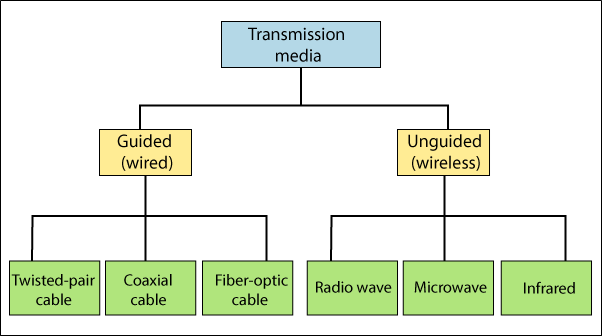 Transmission
media
Guided
(wired)
Unguided
(wireless)
Twisted-pair
cable
Coaxial
cable
Fiber-optic
cable
Radio wave
Microwave
Infrared